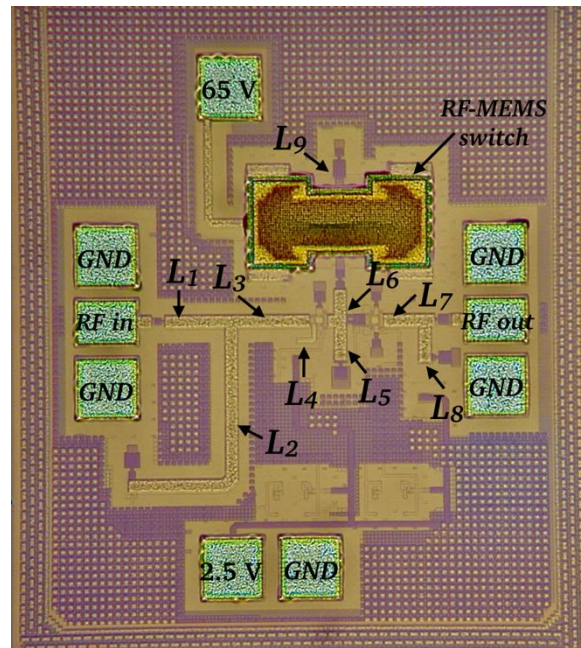 65 V
RF-MEMS
switch
L9
GND
GND
L1
L3
L6
L7
RF in
RF out
GND
GND
L4
L5
L8
L2
2.5 V
GND